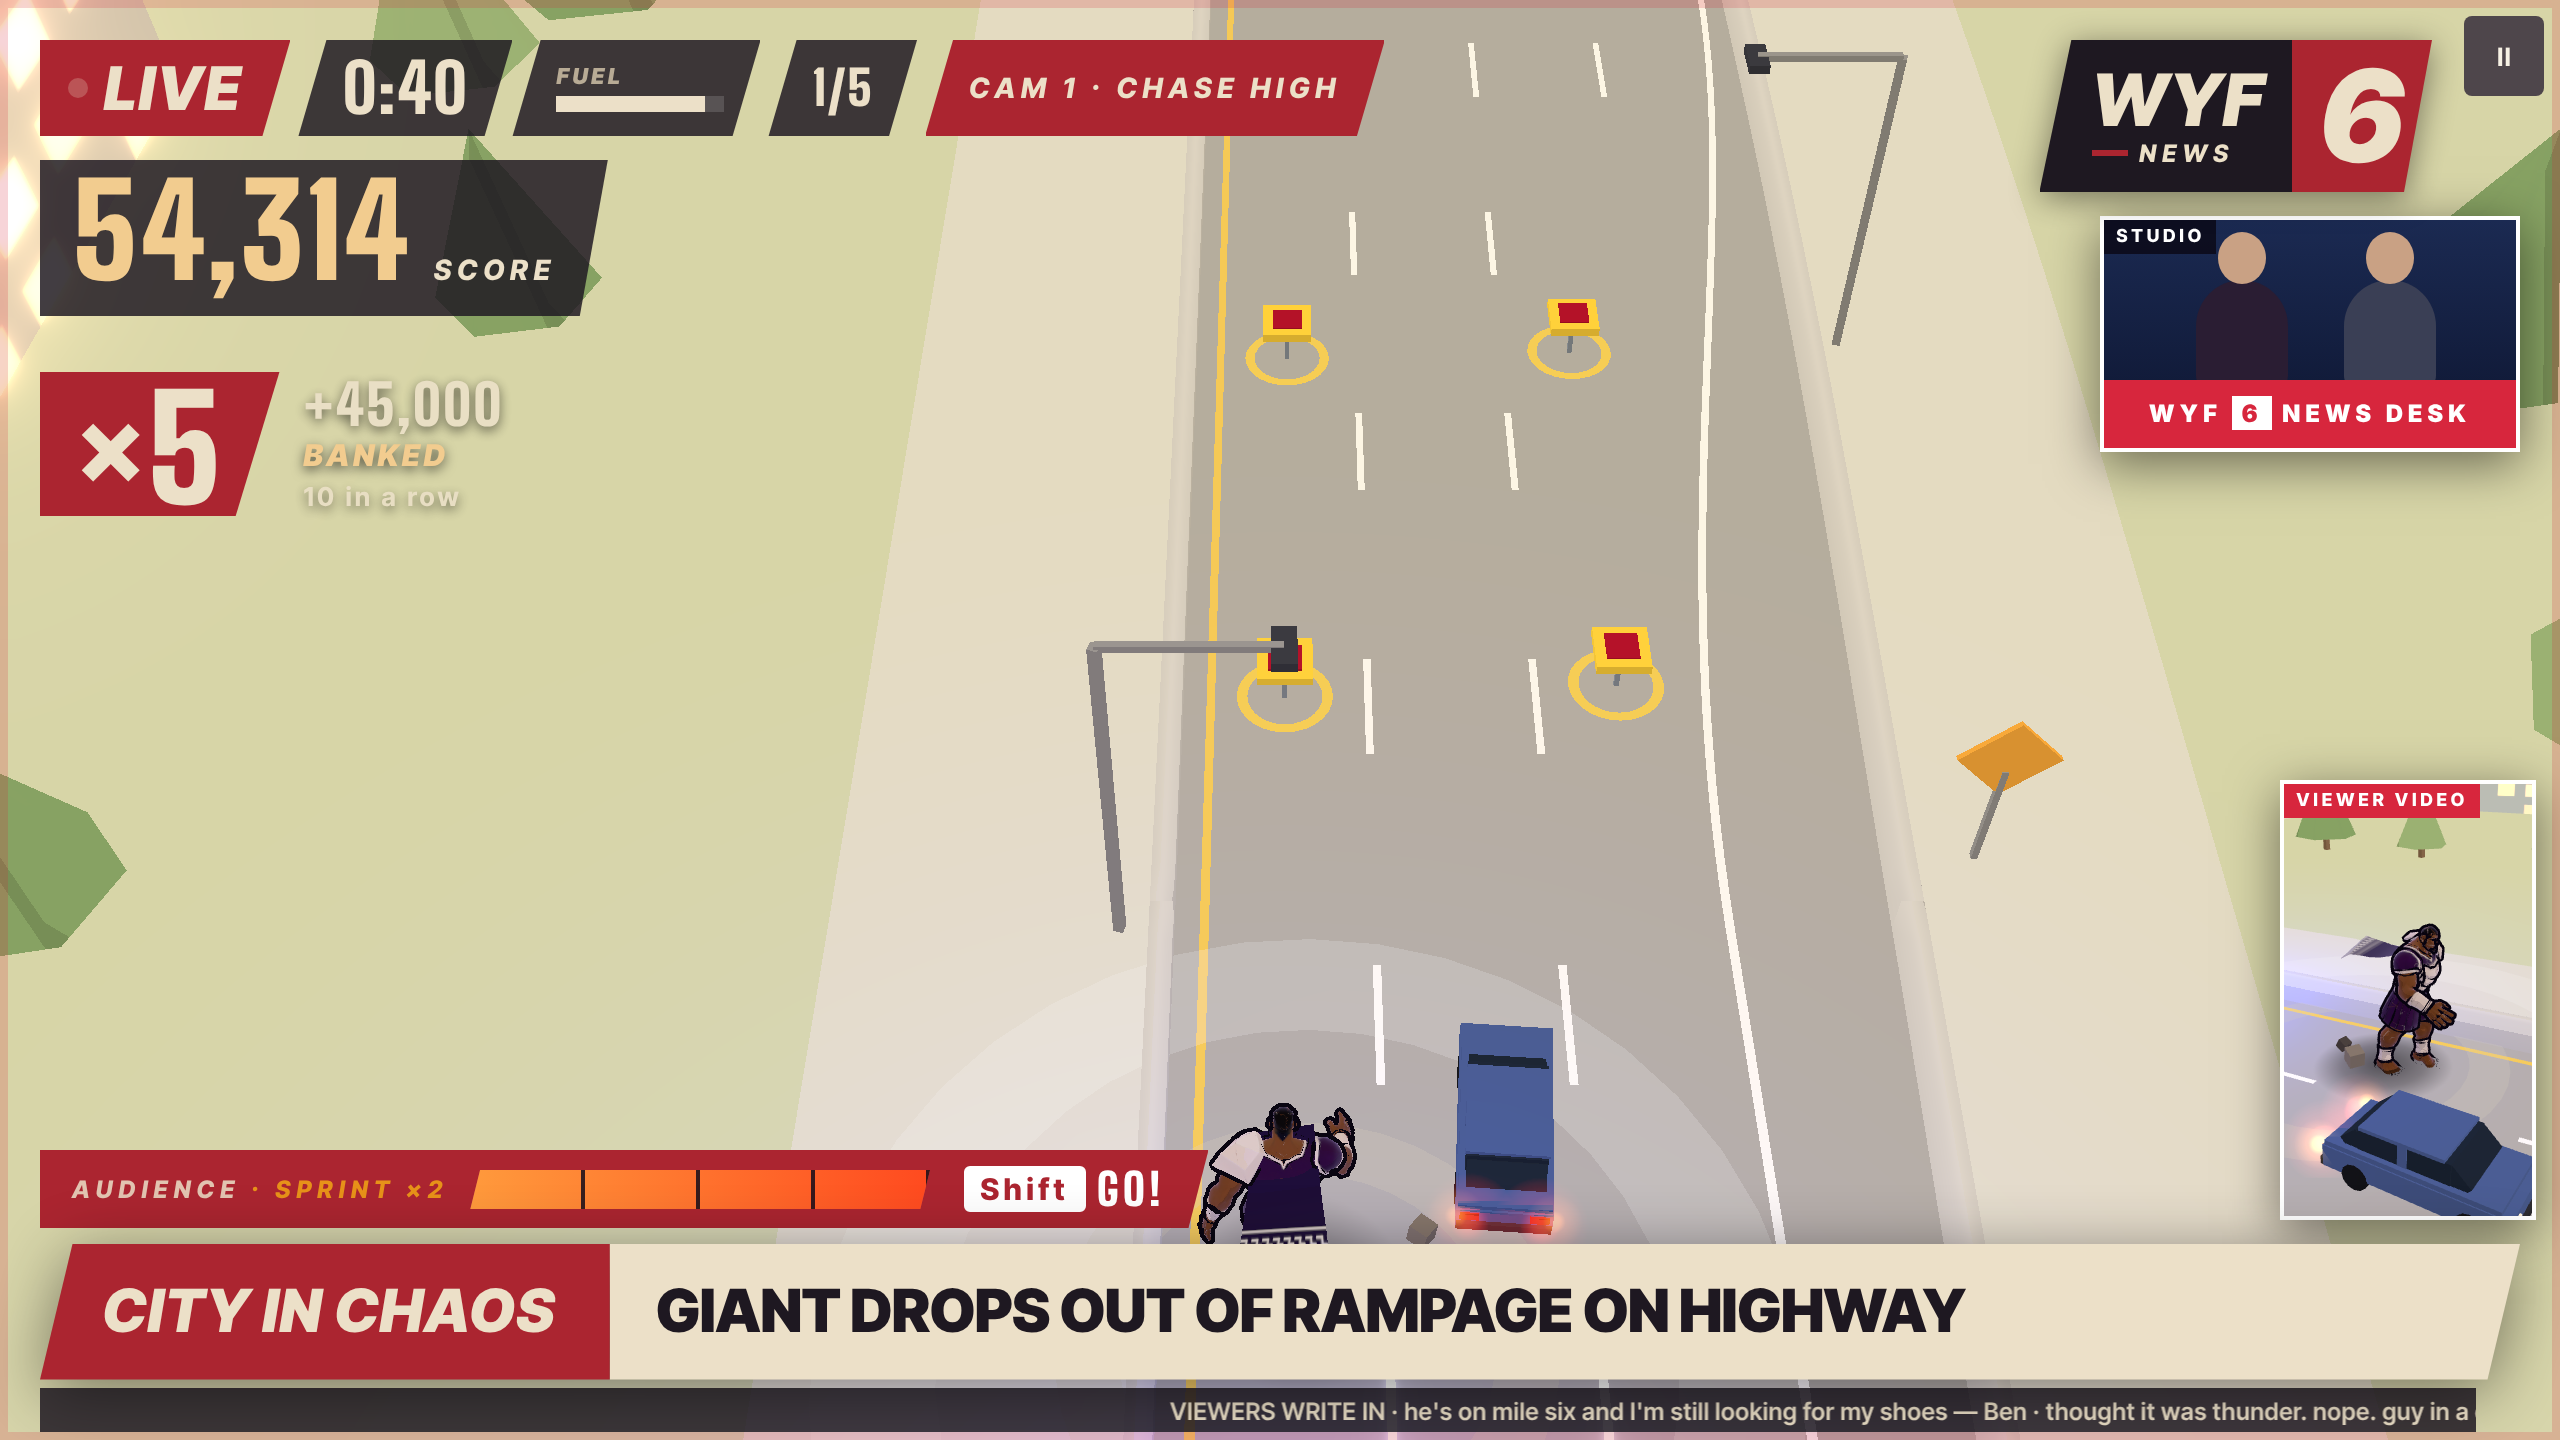 LIVE
0:40
FUEL
1/5
CAM 1 · CHASE HIGH
WYF
NEWS
6
54,314 SCORE
STUDIO
WYF 6 NEWS DESK
×5
+45,000
BANKED
10 in a row
VIEWER VIDEO
AUDIENCE · SPRINT ×2
Shift GO!
CITY IN CHAOS
GIANT DROPS OUT OF RAMPAGE ON HIGHWAY
VIEWERS WRITE IN · he's on mile six and I'm still looking for my shoes — Ben · thought it was thunder. nope. guy in a